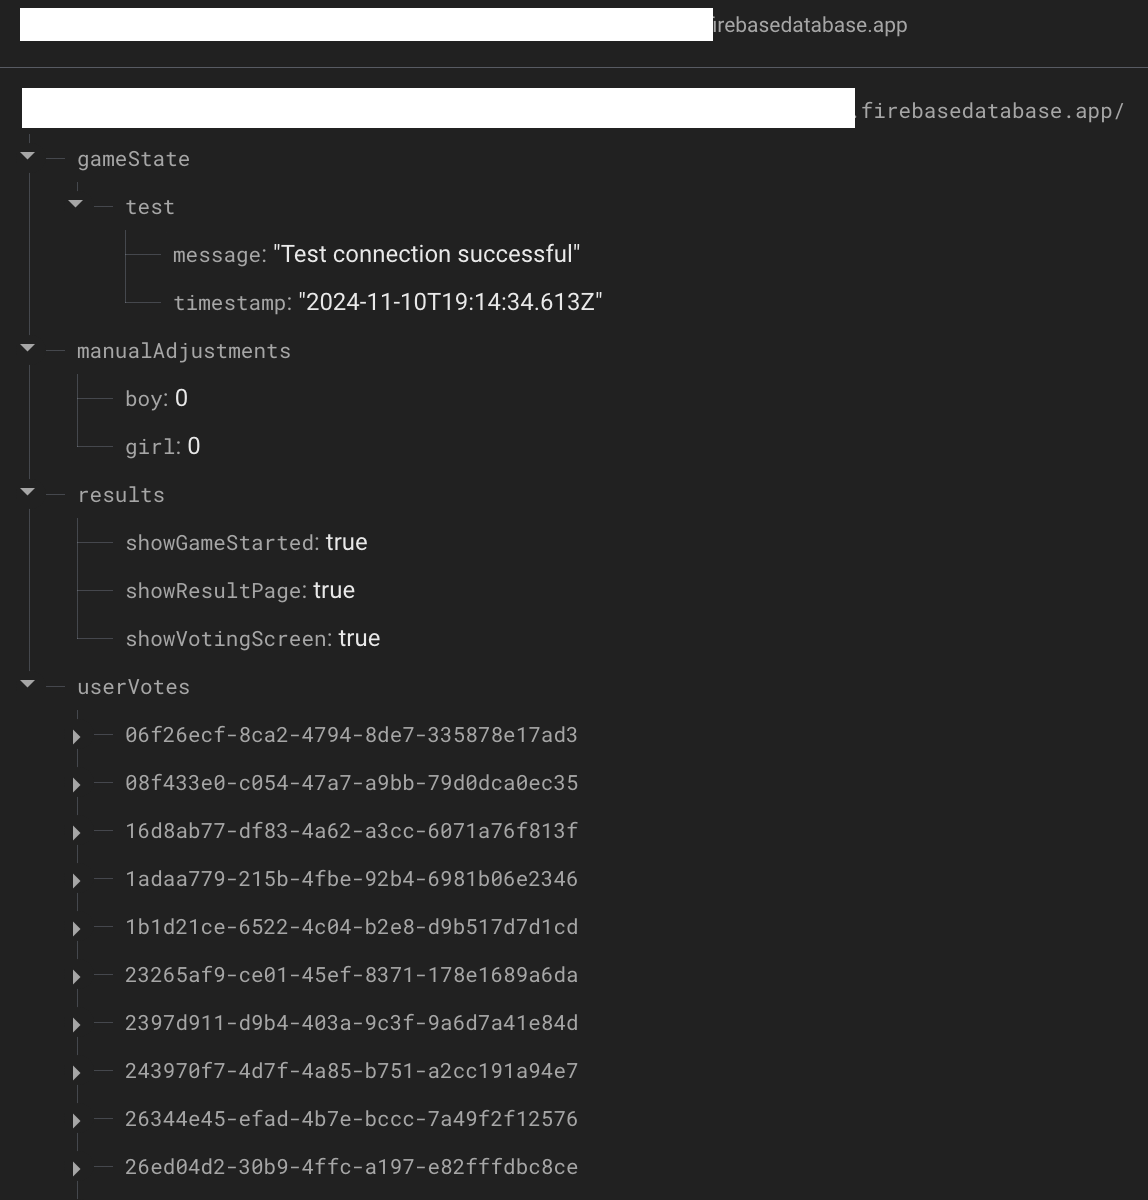 irebasedatabase.app
.firebasedatabase.app/
gameState
test
message: "Test connection successful"
timestamp: "2024-11-10T19:14:34.613Z"
manualAdjustments
boy: 0
girl: 0
results
showGameStarted: true
showResultPage: true
showVotingScreen: true
userVotes
06f26ecf-8ca2-4794-8de7-335878e17ad3
08f433e0-c054-47a7-a9bb-79d0dca0ec35
16d8ab77-df83-4a62-a3cc-6071a76f813f
1adaa779-215b-4fbe-92b4-6981b06e2346
1b1d21ce-6522-4c04-b2e8-d9b517d7d1cd
23265af9-ce01-45ef-8371-178e1689a6da
2397d911-d9b4-403a-9c3f-9a6d7a41e84d
243970f7-4d7f-4a85-b751-a2cc191a94e7
26344e45-efad-4b7e-bccc-7a49f2f12576
26ed04d2-30b9-4ffc-a197-e82fffdbc8ce